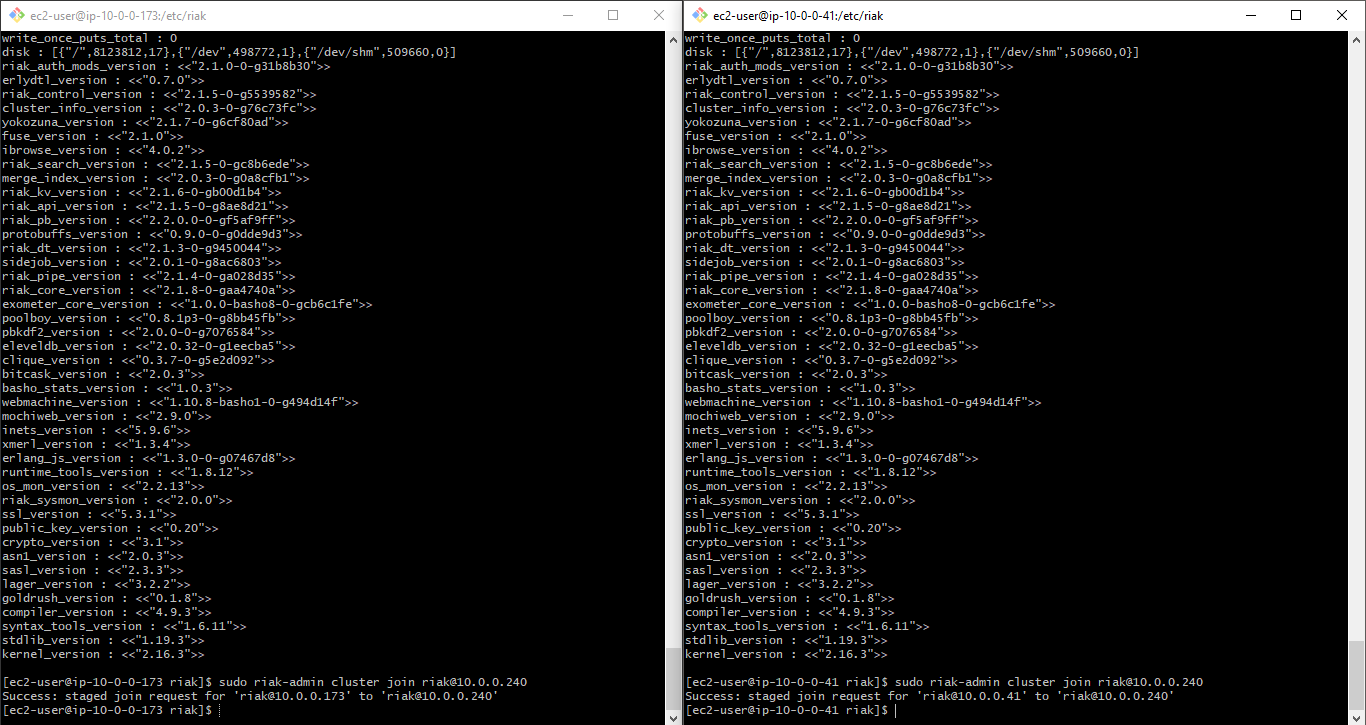 ec2-user@ip-10-0-0-173:/etc/riak
write_once_puts_total : 0
disk : [{"/",8123812,17},{"/dev",498772,1},{"/dev/shm",509660,0}]
riak_auth_mods_version : <<"2.1.0-0-g31b8b30">>
erlydtl_version : <<"0.7.0">>
riak_control_version : <<"2.1.5-0-g5539582">>
cluster_info_version : <<"2.0.3-0-g76c73fc">>
yokozuna_version : <<"2.1.7-0-g6cf80ad">>
fuse_version : <<"2.1.0">>
ibrowse_version : <<"4.0.2">>
riak_search_version : <<"2.1.5-0-gc8b6ede">>
merge_index_version : <<"2.0.3-0-g0a8cfb1">>
riak_kv_version : <<"2.1.6-0-gb00d1b4">>
riak_api_version : <<"2.1.5-0-g8ae8d21">>
riak_pb_version : <<"2.2.0.0-0-gf5af9ff">>
protobuffs_version : <<"0.9.0-0-g0dde9d3">>
riak_dt_version : <<"2.1.3-0-g9450044">>
sidejob_version : <<"2.0.1-0-g8ac6803">>
riak_pipe_version : <<"2.1.4-0-ga028d35">>
riak_core_version : <<"2.1.8-0-gaa4740a">>
exometer_core_version : <<"1.0.0-basho8-0-gcb6c1fe">>
poolboy_version : <<"0.8.1p3-0-g8bb45fb">>
pbkdf2_version : <<"2.0.0-0-g7076584">>
eleveldb_version : <<"2.0.32-0-g1eecba5">>
clique_version : <<"0.3.7-0-g5e2d092">>
bitcask_version : <<"2.0.3">>
basho_stats_version : <<"1.0.3">>
webmachine_version : <<"1.10.8-basho1-0-g494d14f">>
mochiweb_version : <<"2.9.0">>
inets_version : <<"5.9.6">>
xmerl_version : <<"1.3.4">>
erlang_js_version : <<"1.3.0-0-g07467d8">>
runtime_tools_version : <<"1.8.12">>
os_mon_version : <<"2.2.13">>
riak_sysmon_version : <<"2.0.0">>
ssl_version : <<"5.3.1">>
public_key_version : <<"0.20">>
crypto_version : <<"3.1">>
asn1_version : <<"2.0.3">>
sasl_version : <<"2.3.3">>
lager_version : <<"3.2.2">>
goldrush_version : <<"0.1.8">>
compiler_version : <<"4.9.3">>
syntax_tools_version : <<"1.6.11">>
stdlib_version : <<"1.19.3">>
kernel_version : <<"2.16.3">>
[ec2-user@ip-10-0-0-173 riak]$ sudo riak-admin cluster join riak@10.0.0.240
Success: staged join request for 'riak@10.0.0.173' to 'riak@10.0.0.240'
[ec2-user@ip-10-0-0-173 riak]$
ec2-user@ip-10-0-0-41:/etc/riak
write_once_puts_total : 0
disk : [{"/",8123812,17},{"/dev",498772,1},{"/dev/shm",509660,0}]
riak_auth_mods_version : <<"2.1.0-0-g31b8b30">>
erlydtl_version : <<"0.7.0">>
riak_control_version : <<"2.1.5-0-g5539582">>
cluster_info_version : <<"2.0.3-0-g76c73fc">>
yokozuna_version : <<"2.1.7-0-g6cf80ad">>
fuse_version : <<"2.1.0">>
ibrowse_version : <<"4.0.2">>
riak_search_version : <<"2.1.5-0-gc8b6ede">>
merge_index_version : <<"2.0.3-0-g0a8cfb1">>
riak_kv_version : <<"2.1.6-0-gb00d1b4">>
riak_api_version : <<"2.1.5-0-g8ae8d21">>
riak_pb_version : <<"2.2.0.0-0-gf5af9ff">>
protobuffs_version : <<"0.9.0-0-g0dde9d3">>
riak_dt_version : <<"2.1.3-0-g9450044">>
sidejob_version : <<"2.0.1-0-g8ac6803">>
riak_pipe_version : <<"2.1.4-0-ga028d35">>
riak_core_version : <<"2.1.8-0-gaa4740a">>
exometer_core_version : <<"1.0.0-basho8-0-gcb6c1fe">>
poolboy_version : <<"0.8.1p3-0-g8bb45fb">>
pbkdf2_version : <<"2.0.0-0-g7076584">>
eleveldb_version : <<"2.0.32-0-g1eecba5">>
clique_version : <<"0.3.7-0-g5e2d092">>
bitcask_version : <<"2.0.3">>
basho_stats_version : <<"1.0.3">>
webmachine_version : <<"1.10.8-basho1-0-g494d14f">>
mochiweb_version : <<"2.9.0">>
inets_version : <<"5.9.6">>
xmerl_version : <<"1.3.4">>
erlang_js_version : <<"1.3.0-0-g07467d8">>
runtime_tools_version : <<"1.8.12">>
os_mon_version : <<"2.2.13">>
riak_sysmon_version : <<"2.0.0">>
ssl_version : <<"5.3.1">>
public_key_version : <<"0.20">>
crypto_version : <<"3.1">>
asn1_version : <<"2.0.3">>
sasl_version : <<"2.3.3">>
lager_version : <<"3.2.2">>
goldrush_version : <<"0.1.8">>
compiler_version : <<"4.9.3">>
syntax_tools_version : <<"1.6.11">>
stdlib_version : <<"1.19.3">>
kernel_version : <<"2.16.3">>
[ec2-user@ip-10-0-0-41 riak]$ sudo riak-admin cluster join riak@10.0.0.240
Success: staged join request for 'riak@10.0.0.41' to 'riak@10.0.0.240'
[ec2-user@ip-10-0-0-41 riak]$